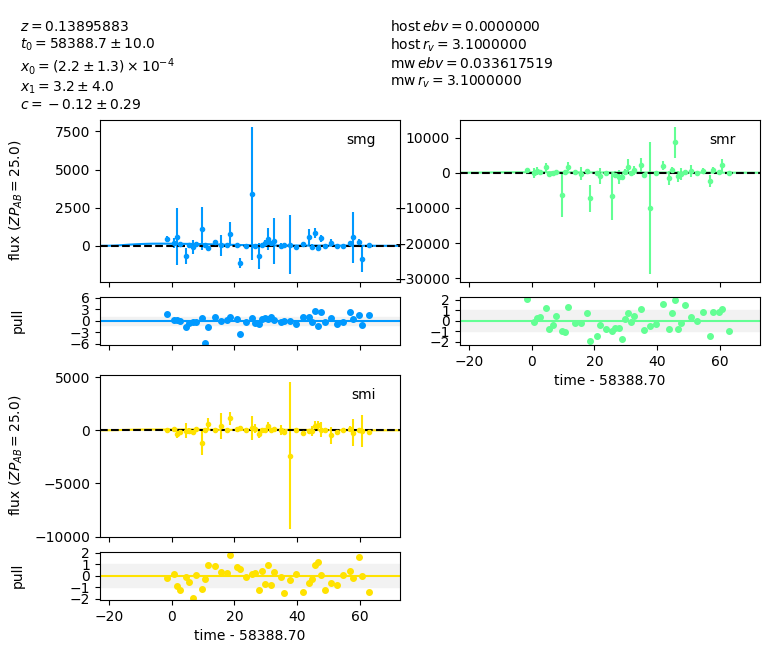 z = 0.13895883
t₀ = 58388.7 ± 10.0
x₀ = (2.2 ± 1.3) × 10⁻⁴
x₁ = 3.2 ± 4.0
c = −0.12 ± 0.29
host ebv = 0.0000000
host r_v = 3.1000000
mw ebv = 0.033617519
mw r_v = 3.1000000
smg
7500
5000
2500
0
flux (ZP_AB = 25.0)
6
3
0
−3
−6
pull
smr
10000
0
−10000
−20000
−30000
2
1
0
−1
−2
−20 0 20 40 60
time - 58388.70
smi
5000
0
−5000
−10000
flux (ZP_AB = 25.0)
2
1
0
−1
−2
pull
−20 0 20 40 60
time - 58388.70